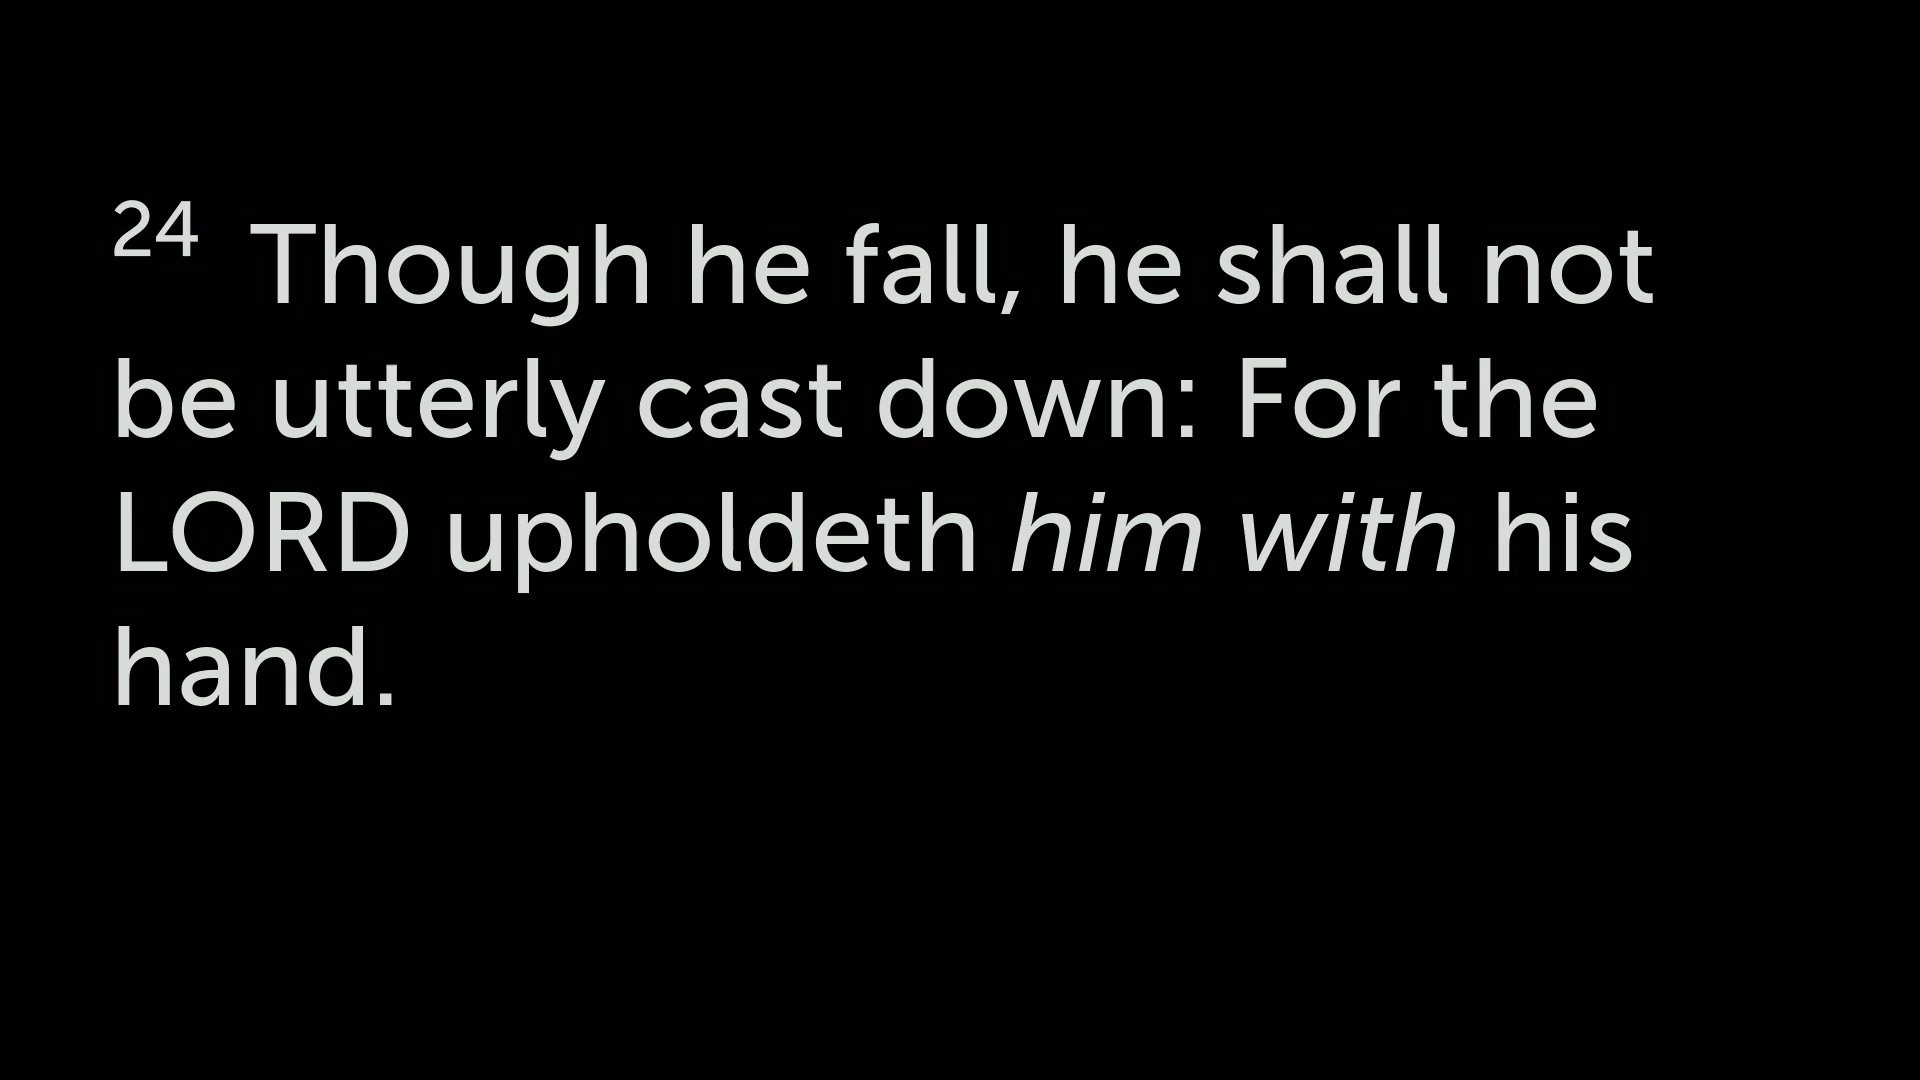 24 Though he fall, he shall not
be utterly cast down: For the
LORD upholdeth him with his
hand.